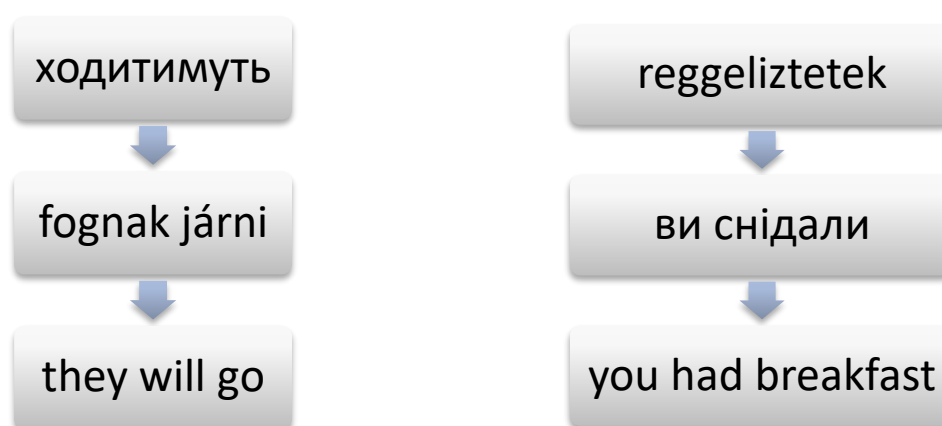 ходитимуть
fognak járni
they will go
reggeliztetek
ви снідали
you had breakfast